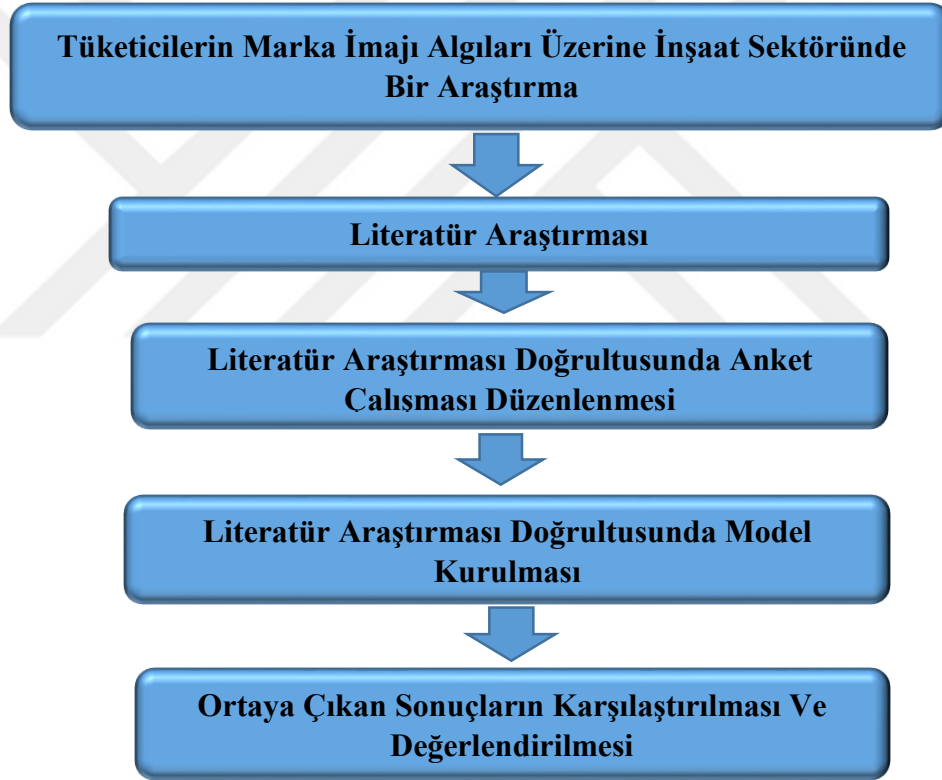 Tüketicilerin Marka İmajı Algıları Üzerine İnşaat Sektöründe
Bir Araştırma
Literatür Araştırması
Literatür Araştırması Doğrultusunda Anket
Çalışması Düzenlenmesi
Literatür Araştırması Doğrultusunda Model
Kurulması
Ortaya Çıkan Sonuçların Karşılaştırılması Ve
Değerlendirilmesi